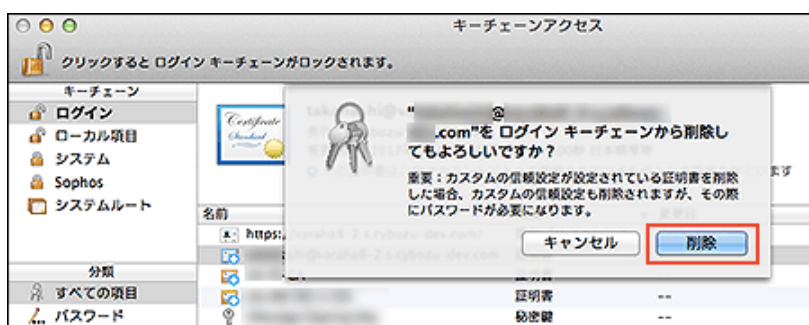 キーチェーンアクセス
クリックすると ログイン キーチェーンがロックされます。
キーチェーン
ログイン
ローカル項目
システム
Sophos
システムルート
分類
すべての項目
パスワード
Certificate
Standard
"@
.com"を ログイン キーチェーンから削除し
てもよろしいですか？
重要：カスタムの信頼設定が設定されている証明書を削除
した場合、カスタムの信頼設定も削除されますが、その際
にパスワードが必要になります。
キャンセル
削除
ます
名前
https:/
証明書
--
秘密鍵
--